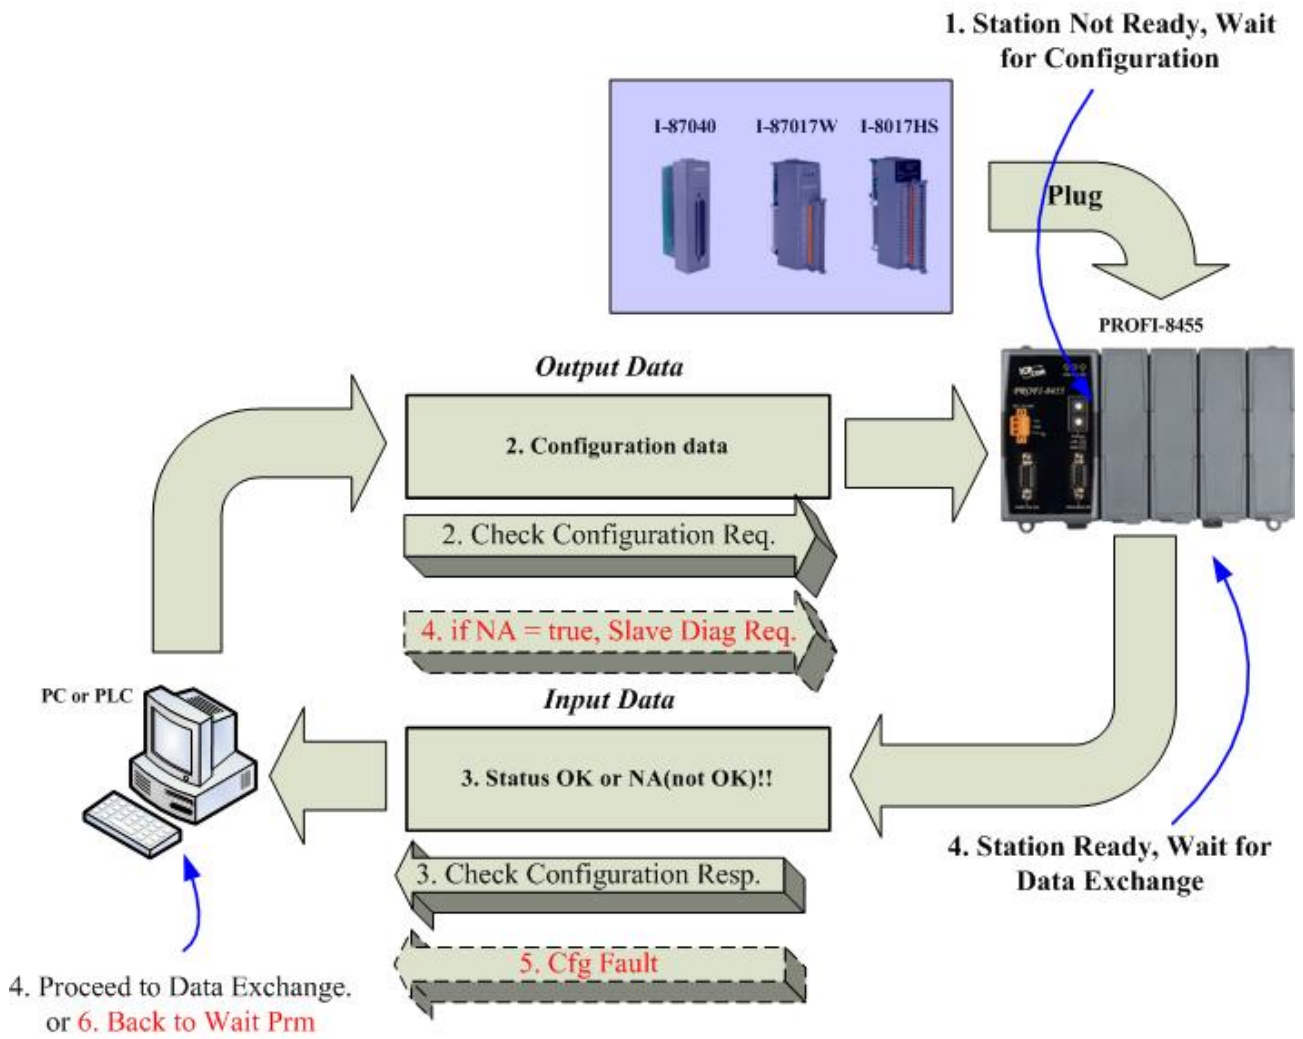 1. Station Not Ready, Wait
for Configuration
I-87040
I-87017W
I-8017HS
Plug
PROFI-8455
PROFI-8455
Output Data
2. Configuration data
2. Check Configuration Req.
4. if NA = true, Slave Diag Req.
PC or PLC
Input Data
3. Status OK or NA(not OK)!!
4. Station Ready, Wait for
Data Exchange
3. Check Configuration Resp.
5. Cfg Fault
4. Proceed to Data Exchange.
or 6. Back to Wait Prm